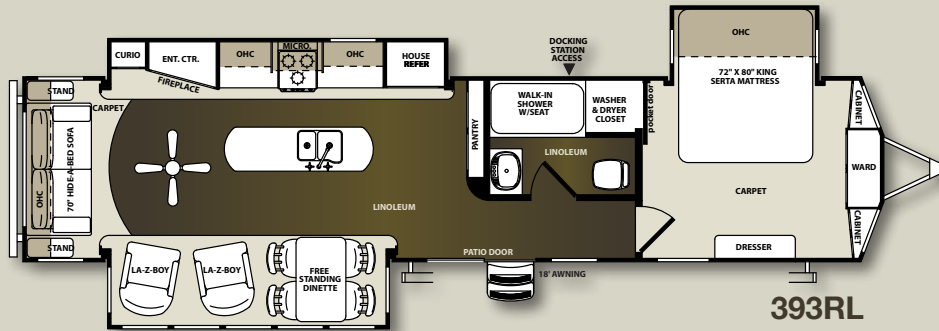 OHC
72" X 80" KING
SERTA MATTRESS
CARPET
DRESSER
CABINET
WARD
CABINET
pocket door
DOCKING
STATION
ACCESS
WALK-IN
SHOWER
W/SEAT
WASHER
& DRYER
CLOSET
LINOLEUM
PANTRY
CURIO
ENT. CTR.
FIREPLACE
OHC
MICRO.
OHC
HOUSE
REFER
STAND
CARPET
70" HIDE-A-BED SOFA
OHC
STAND
LINOLEUM
LA-Z-BOY
LA-Z-BOY
FREE
STANDING
DINETTE
PATIO DOOR
18' AWNING
393RL